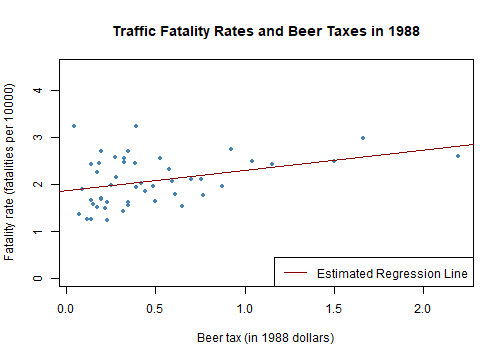 Traffic Fatality Rates and Beer Taxes in 1988
Fatality rate (fatalities per 10000)
4
3
2
1
0
Estimated Regression Line
0.0 0.5 1.0 1.5 2.0
Beer tax (in 1988 dollars)